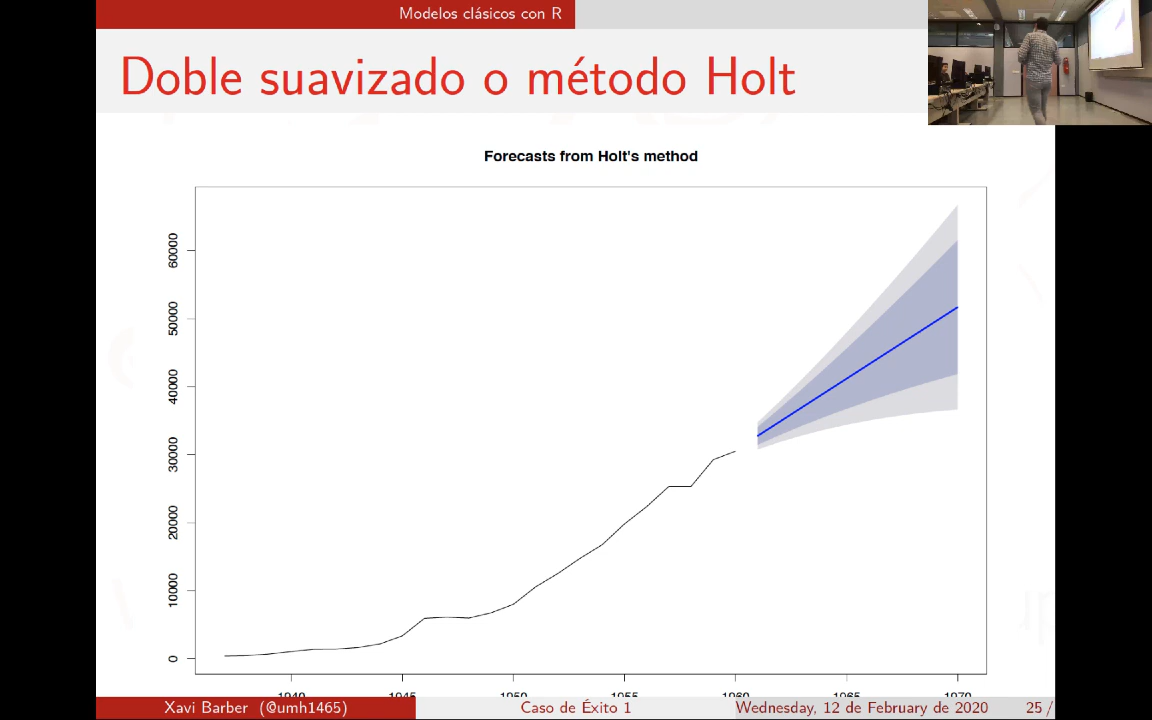 Modelos clásicos con R
Doble suavizado o método Holt
Forecasts from Holt's method
60000
50000
40000
30000
20000
10000
0
1940 1945 1950 1955 1960 1965 1970
Xavi Barber (@umh1465) Caso de Éxito 1 Wednesday, 12 de February de 2020 25 /